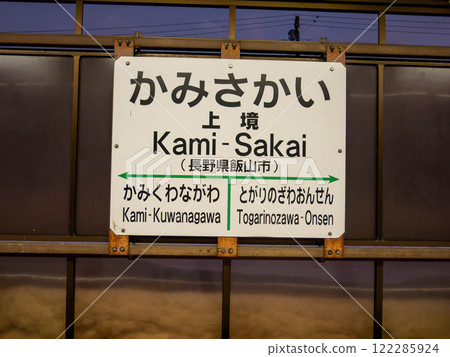 かみさかい
上境
Kami-Sakai
（長野県飯山市）
かみくわながわ とがりのざわおんせん
Kami-Kuwanagawa Togarinozawa-Onsen
122285924